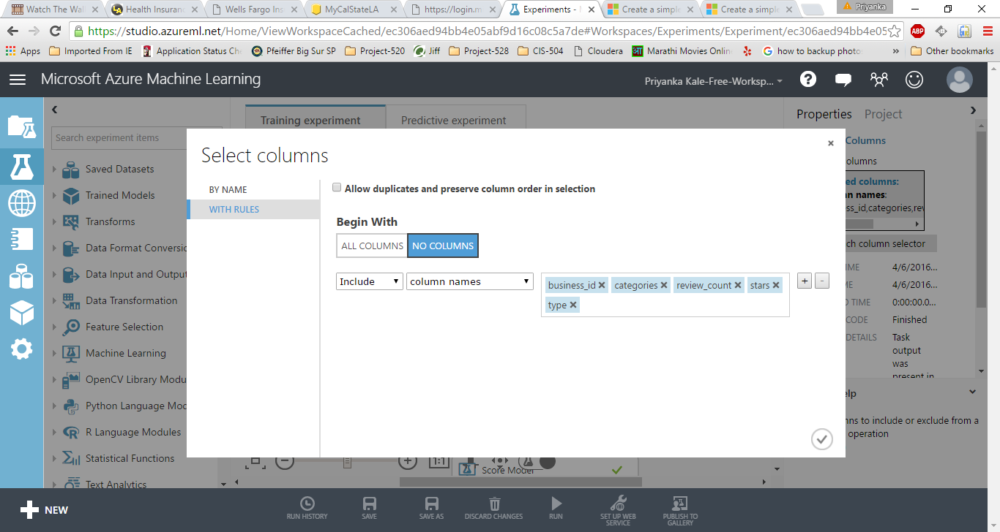 Watch The Wal
Health Insuranc
Wells Fargo Ins
MyCalStateLA
https://login.m
Experiments -
Create a simple
Create a simple
Priyanka
https://studio.azureml.net/Home/ViewWorkspaceCached/ec306aed94bb4e05abf9d16c08c5a7de#Workspaces/Experiments/Experiment/ec306aed94bb4e05
ABP
Apps
Imported From IE
Application Status Ch
Pfeiffer Big Sur SP
Project-520
Jiff
Project-528
CIS-504
Cloudera
Marathi Movies Onlin
how to backup photo
»
Other bookmarks
Microsoft Azure Machine Learning
Priyanka Kale-Free-Worksp...
Training experiment
Predictive experiment
Properties
Project
Search experiment items
Saved Datasets
Trained Models
Transforms
Data Format Conversio
Data Input and Output
Data Transformation
Feature Selection
Machine Learning
OpenCV Library Modu
Python Language Mod
R Language Modules
Statistical Functions
Text Analytics
Select columns
BY NAME
WITH RULES
Allow duplicates and preserve column order in selection
Begin With
ALL COLUMNS
NO COLUMNS
Include
column names
business_id
categories
review_count
stars
type
+
-
Columns
olumns
ed columns:
n names:
ess_id,categories,rev
ch column selector
IME 4/6/2016...
ME 4/6/2016...
D TIME 0:00:00.0...
CODE Finished
DETAILS Task
output
was
present in
elp
nns to include or exclude from a
operation
1:1
Score Model
NEW
RUN HISTORY
SAVE
SAVE AS
DISCARD CHANGES
RUN
SET UP WEB
SERVICE
PUBLISH TO
GALLERY